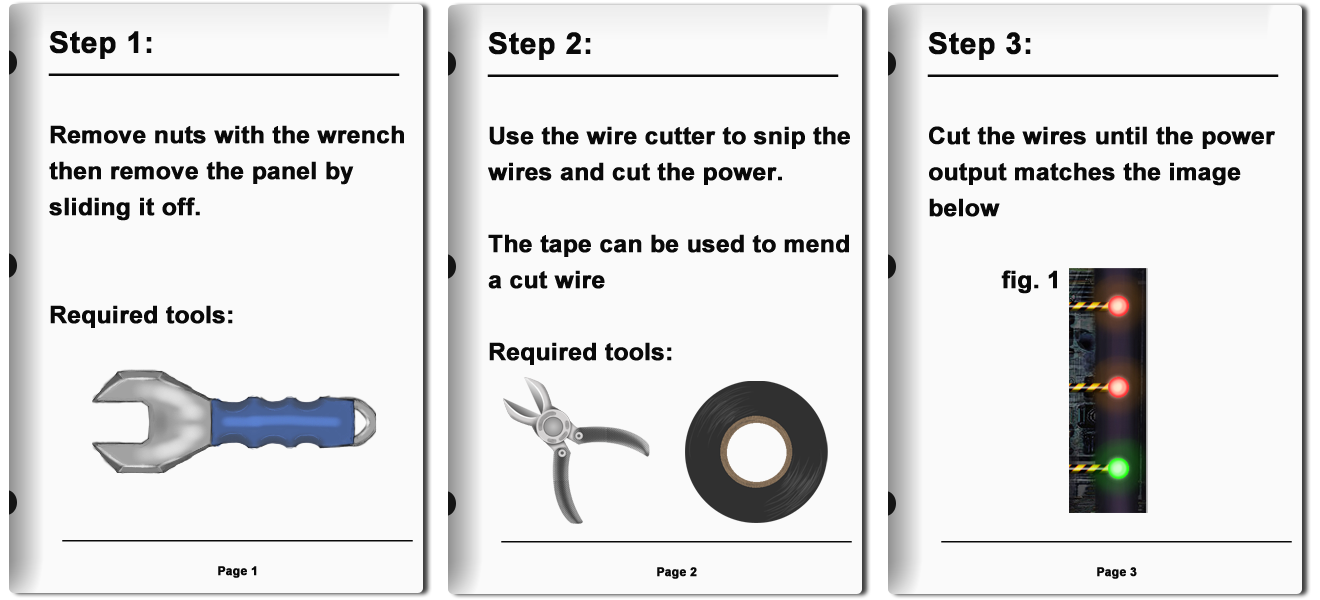 Step 1:
Remove nuts with the wrench
then remove the panel by
sliding it off.
Required tools:
Page 1
Step 2:
Use the wire cutter to snip the
wires and cut the power.
The tape can be used to mend
a cut wire
Required tools:
Page 2
Step 3:
Cut the wires until the power
output matches the image
below
fig. 1
Page 3